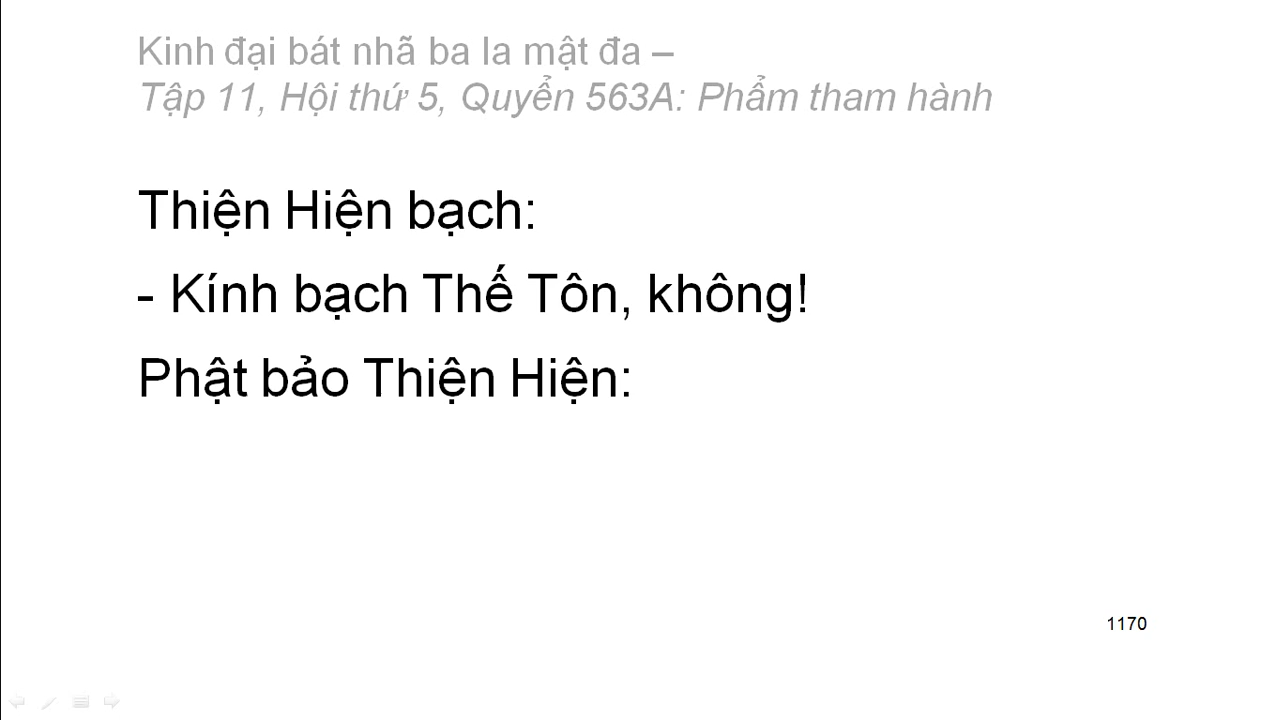 Kinh đại bát nhã ba la mật đa –
Tập 11, Hội thứ 5, Quyển 563A: Phẩm tham hành
Thiện Hiện bạch:
- Kính bạch Thế Tôn, không!
Phật bảo Thiện Hiện:
1170